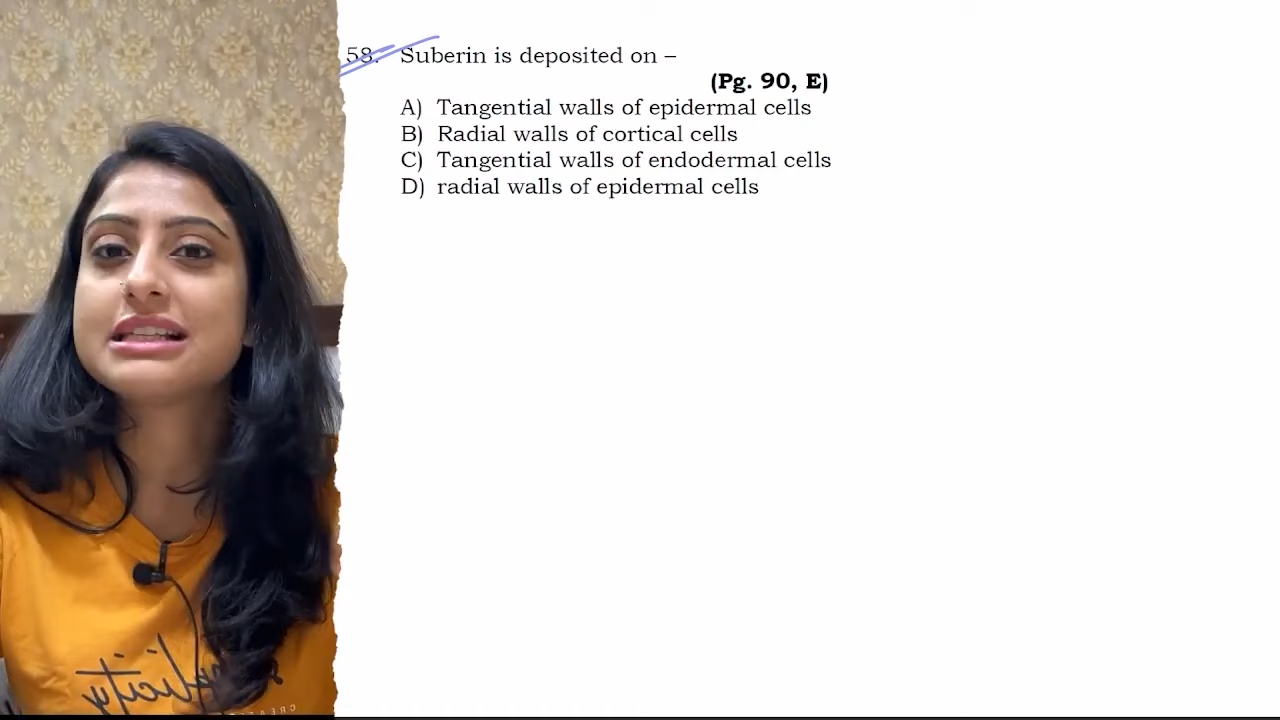 58. Suberin is deposited on –
(Pg. 90, E)
A) Tangential walls of epidermal cells
B) Radial walls of cortical cells
C) Tangential walls of endodermal cells
D) radial walls of epidermal cells